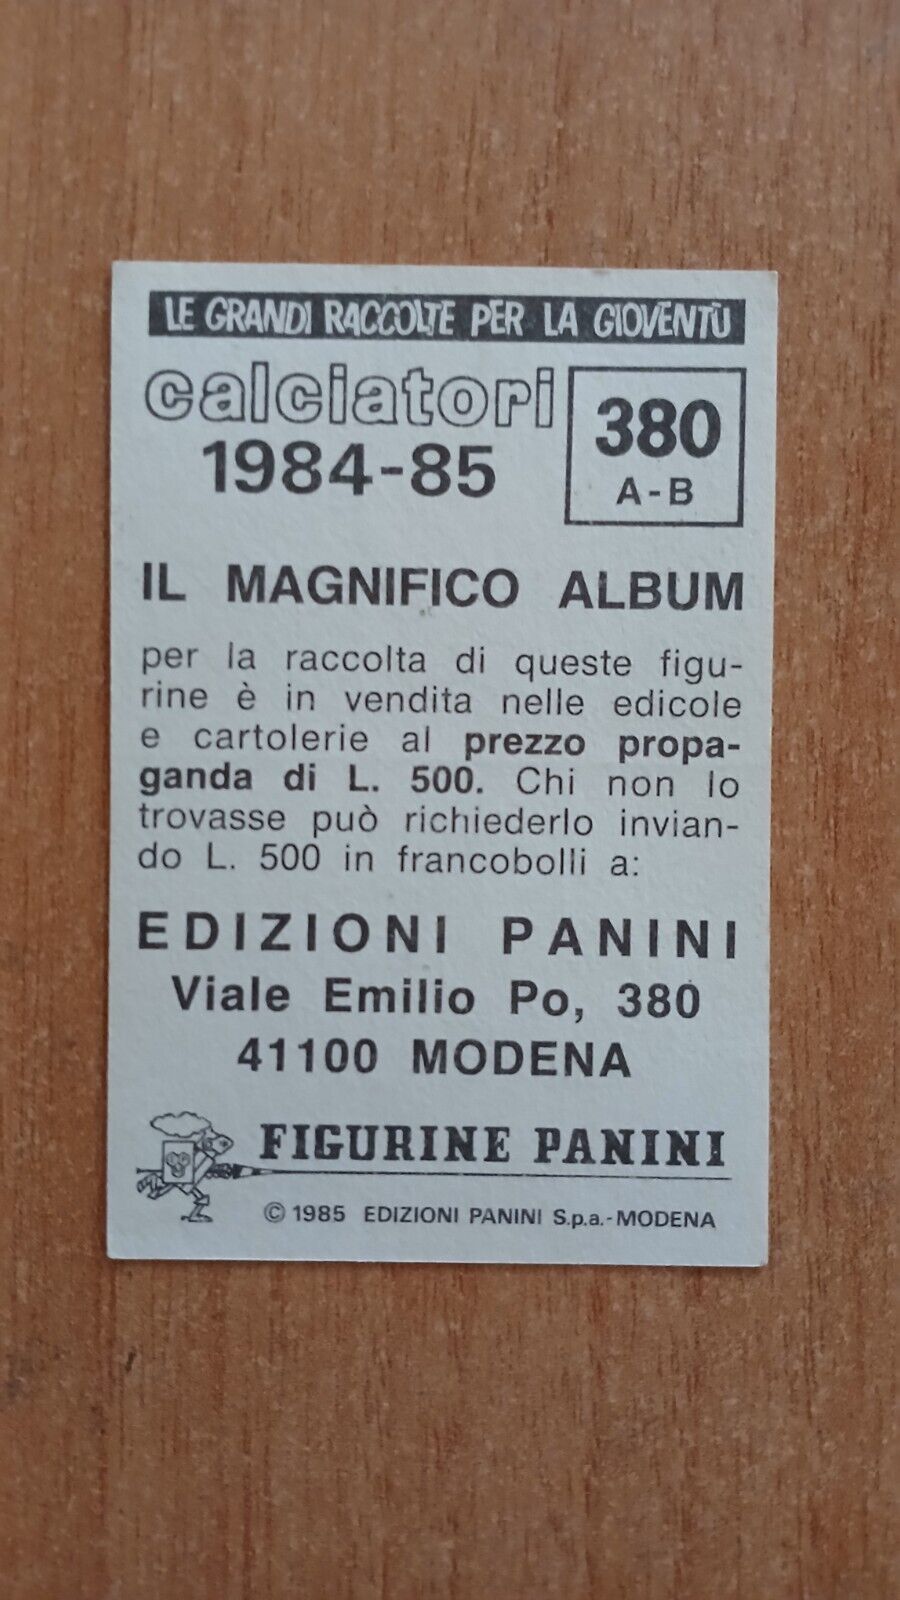 LE GRANDI RACCOLTE PER LA GIOVENTÙ
calciatori
1984-85
380
A-B
IL MAGNIFICO ALBUM
per la raccolta di queste figu-
rine è in vendita nelle edicole
e cartolerie al prezzo propa-
ganda di L. 500. Chi non lo
trovasse può richiederlo invian-
do L. 500 in francobolli a:
EDIZIONI PANINI
Viale Emilio Po, 380
41100 MODENA
FIGURINE PANINI
© 1985 EDIZIONI PANINI S.p.a.-MODENA